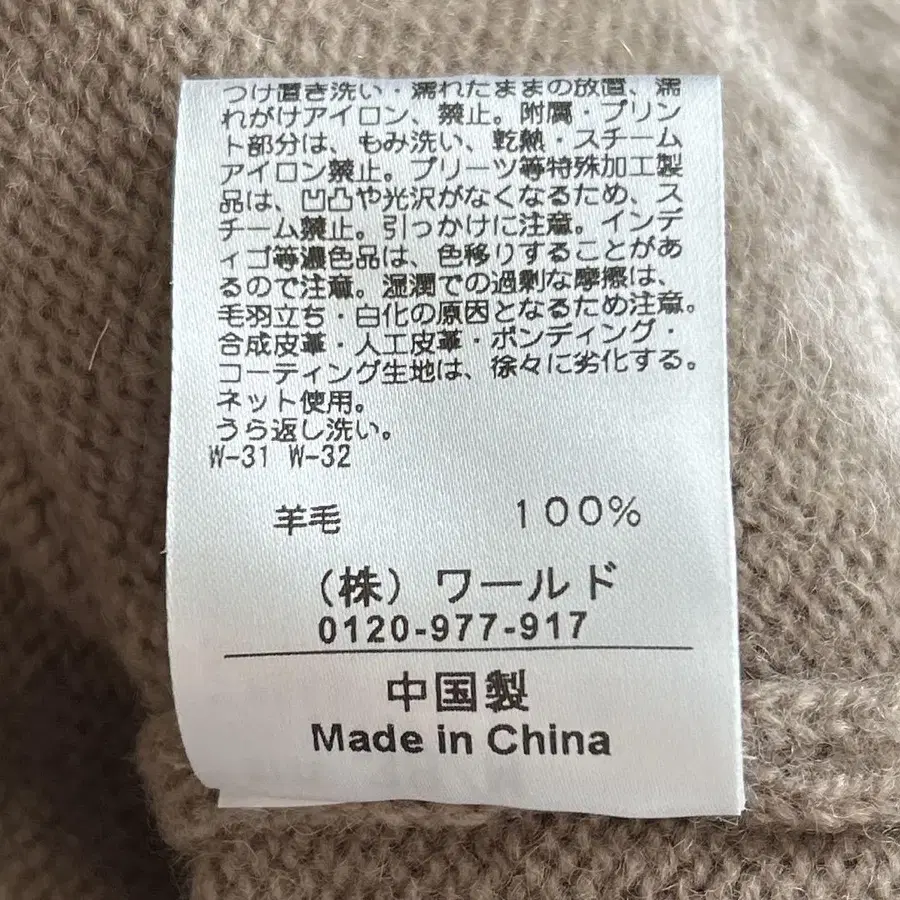 つけ置き洗い・濡れたままの放置、濡
れがけアイロン、禁止。附属・プリン
ト部分は、もみ洗い、乾熱・スチーム
アイロン禁止。プリーツ等特殊加工製
品は、凹凸や光沢がなくなるため、ス
チーム禁止。引っかけに注意。インデ
ィゴ等濃色品は、色移りすることがあ
るので注意。湿潤での過剰な摩擦は、
毛羽立ち・白化の原因となるため注意。
合成皮革・人工皮革・ボンディング・
コーティング生地は、徐々に劣化する。
ネット使用。
うら返し洗い。
W-31 W-32
羊毛 100%
（株）ワールド
0120-977-917
中国製
Made in China